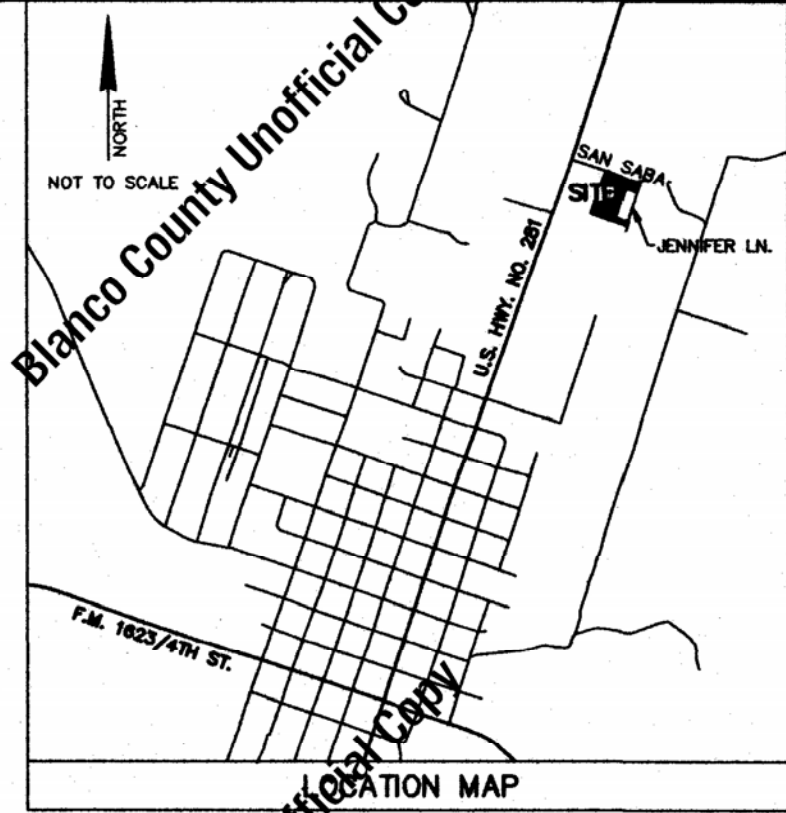 Blanco County Unofficial Co
NORTH
NOT TO SCALE
SAN SABA
SITE
JENNIFER LN.
U.S. HWY. NO. 281
F.M. 1623/4TH ST.
fficial Copy
LOCATION MAP